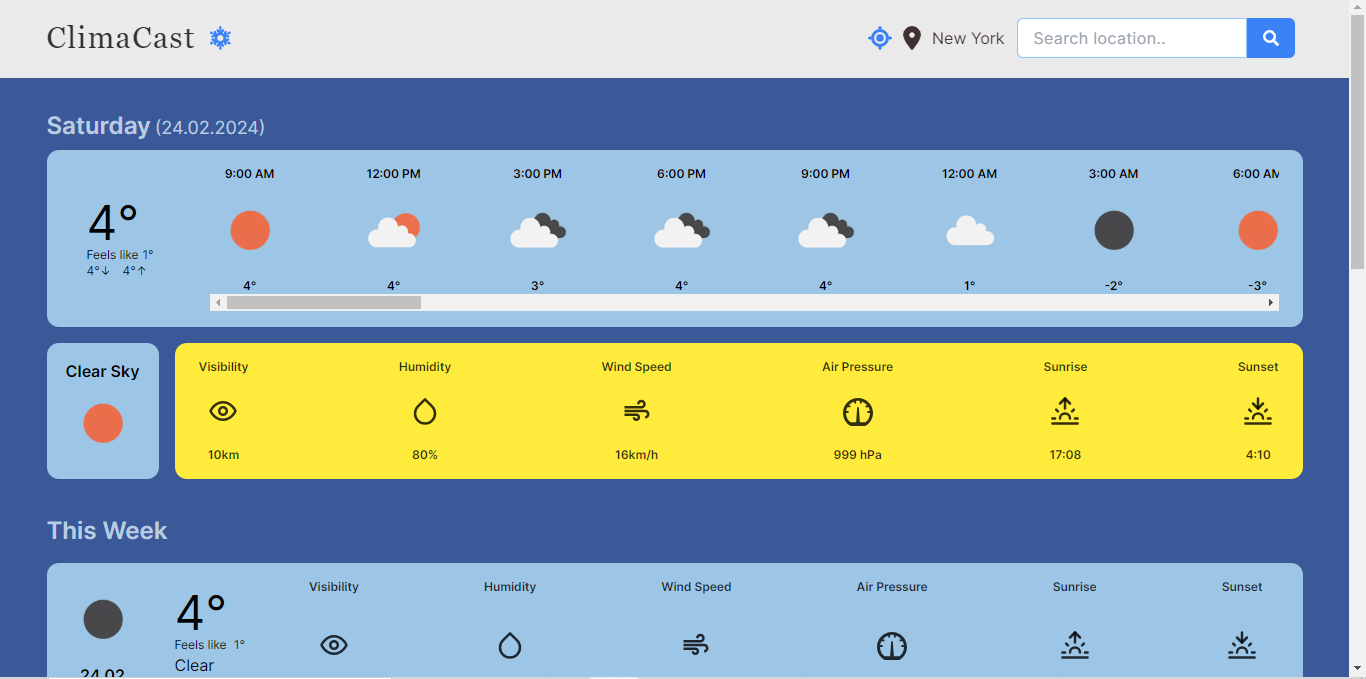 ClimaCast
New York
Search location..
Saturday (24.02.2024)
9:00 AM 12:00 PM 3:00 PM 6:00 PM 9:00 PM 12:00 AM 3:00 AM 6:00 AM
4°
Feels like 1°
4°↓ 4°↑
4° 4° 3° 4° 4° 1° -2° -3°
Clear Sky
Visibility Humidity Wind Speed Air Pressure Sunrise Sunset
10km 80% 16km/h 999 hPa 17:08 4:10
This Week
Visibility Humidity Wind Speed Air Pressure Sunrise Sunset
4°
Feels like 1°
Clear
24.02